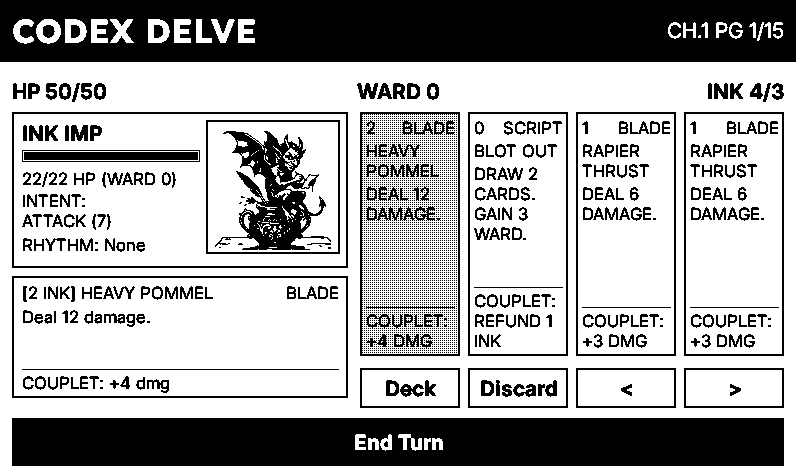 CODEX DELVE
CH.1 PG 1/15
HP 50/50
WARD 0
INK 4/3
INK IMP
22/22 HP (WARD 0)
INTENT:
ATTACK (7)
RHYTHM: None
[2 INK] HEAVY POMMEL BLADE
Deal 12 damage.
COUPLET: +4 dmg
2 BLADE
HEAVY
POMMEL
DEAL 12
DAMAGE.
COUPLET:
+4 DMG
0 SCRIPT
BLOT OUT
DRAW 2
CARDS.
GAIN 3
WARD.
COUPLET:
REFUND 1
INK
1 BLADE
RAPIER
THRUST
DEAL 6
DAMAGE.
COUPLET:
+3 DMG
1 BLADE
RAPIER
THRUST
DEAL 6
DAMAGE.
COUPLET:
+3 DMG
Deck
Discard
<
>
End Turn